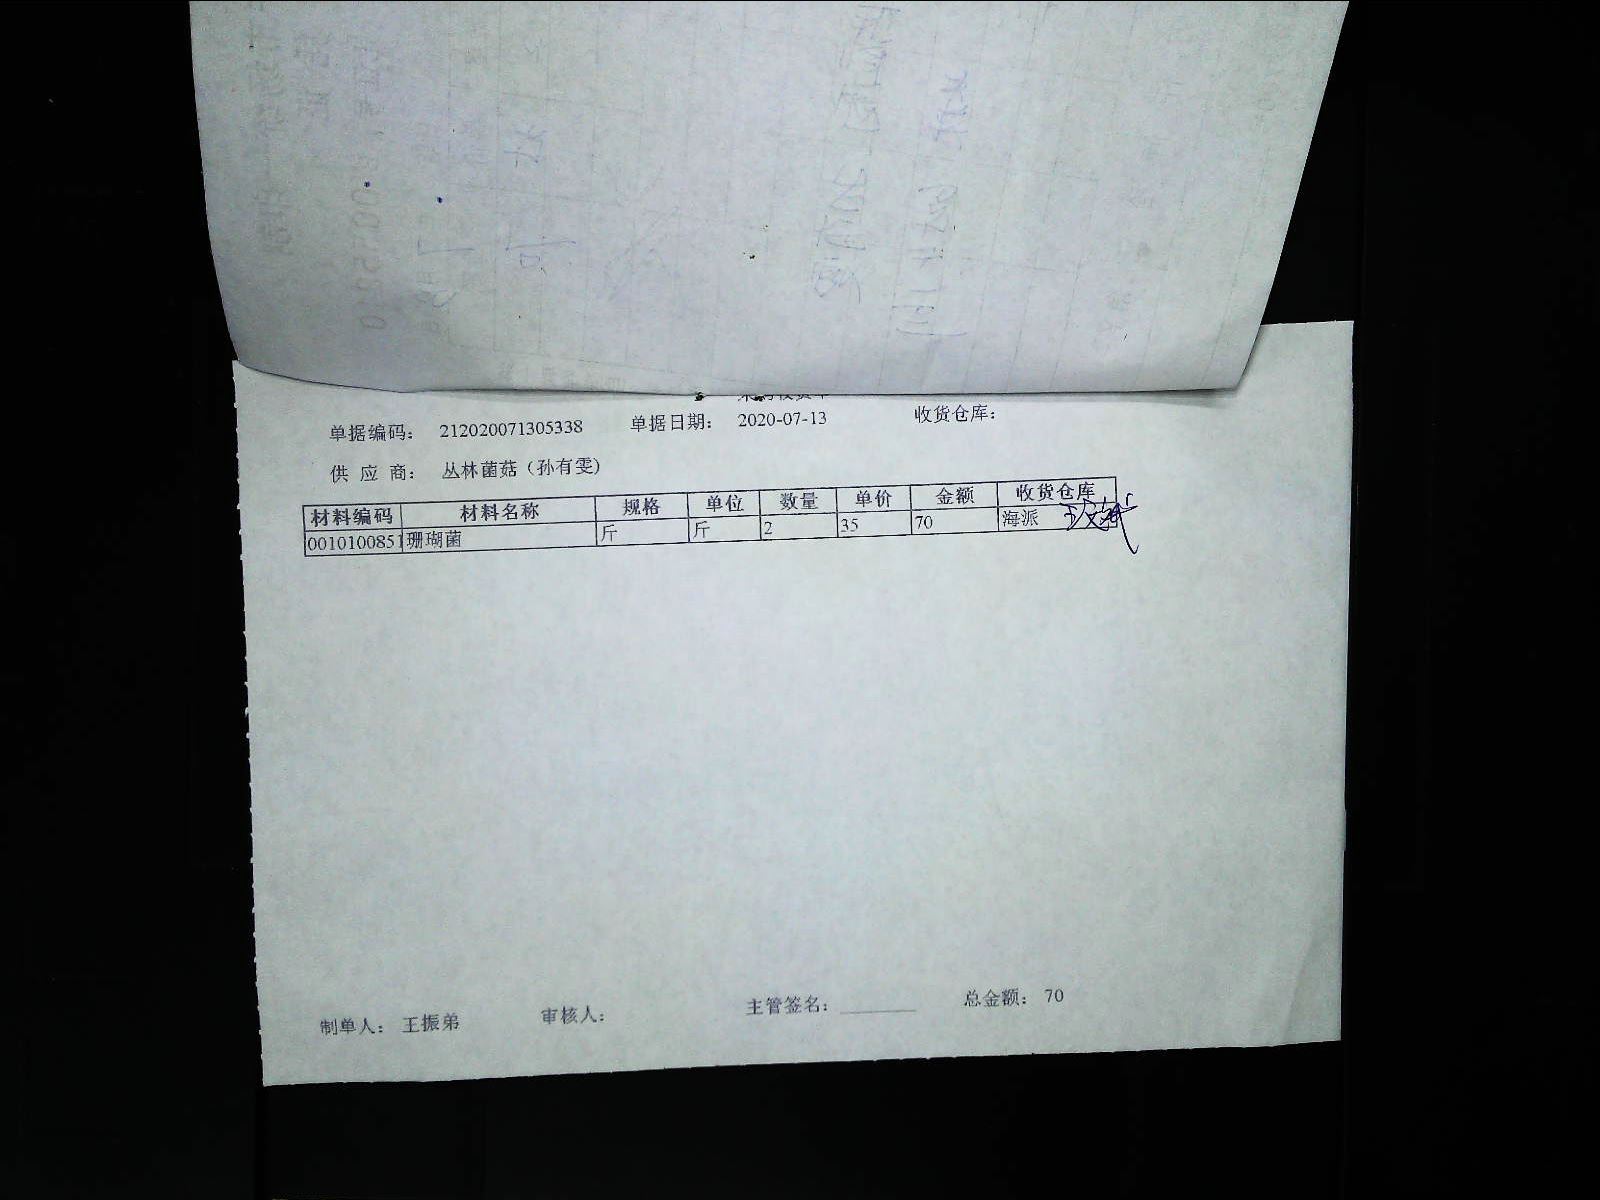 单据编码： 212020071305338 单据日期： 2020-07-13 收货仓库：
供 应 商： 丛林菌菇（孙有雯）
材料编码 材料名称 规格 单位 数量 单价 金额 收货仓库
0010100851 珊瑚菌 斤 斤 2 35 70 海派
制单人： 王振弟 审核人： 主管签名： 总金额： 70